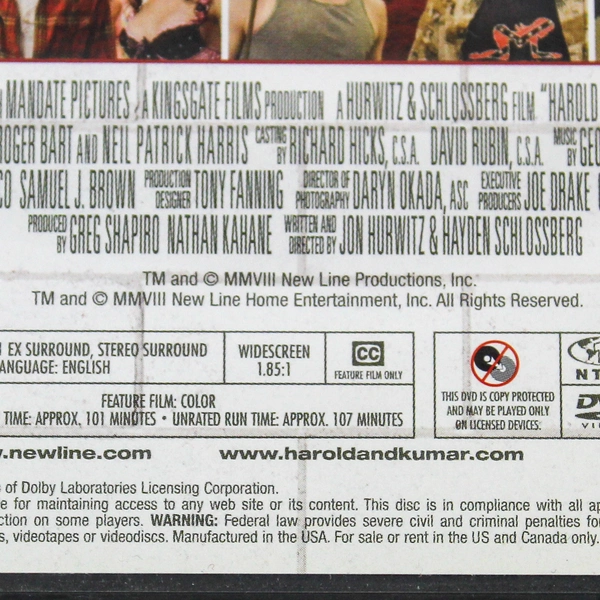 MANDATE PICTURES A KINGSGATE FILMS PRODUCTION A HURWITZ & SCHLOSSBERG FILM "HAROLD
ROGER BART AND NEIL PATRICK HARRIS CASTING BY RICHARD HICKS, C.S.A. DAVID RUBIN, C.S.A. MUSIC BY GEO
CO SAMUEL J. BROWN PRODUCTION DESIGNER TONY FANNING DIRECTOR OF PHOTOGRAPHY DARYN OKADA, ASC EXECUTIVE PRODUCERS JOE DRAKE
PRODUCED BY GREG SHAPIRO NATHAN KAHANE WRITTEN AND DIRECTED BY JON HURWITZ & HAYDEN SCHLOSSBERG
TM and © MMVIII New Line Productions, Inc.
TM and © MMVIII New Line Home Entertainment, Inc. All Rights Reserved.
EX SURROUND, STEREO SURROUND
LANGUAGE: ENGLISH
WIDESCREEN
1.85:1
CC
FEATURE FILM ONLY
FEATURE FILM: COLOR
TIME: APPROX. 101 MINUTES • UNRATED RUN TIME: APPROX. 107 MINUTES
THIS DVD IS COPY PROTECTED
AND MAY BE PLAYED ONLY
ON LICENSED DEVICES.
NT
DV
VI
w.newline.com www.haroldandkumar.com
of Dolby Laboratories Licensing Corporation.
e for maintaining access to any web site or its content. This disc is in compliance with all ap
ction on some players. WARNING: Federal law provides severe civil and criminal penalties fo
s, videotapes or videodiscs. Manufactured in the USA. For sale or rent in the US and Canada only.